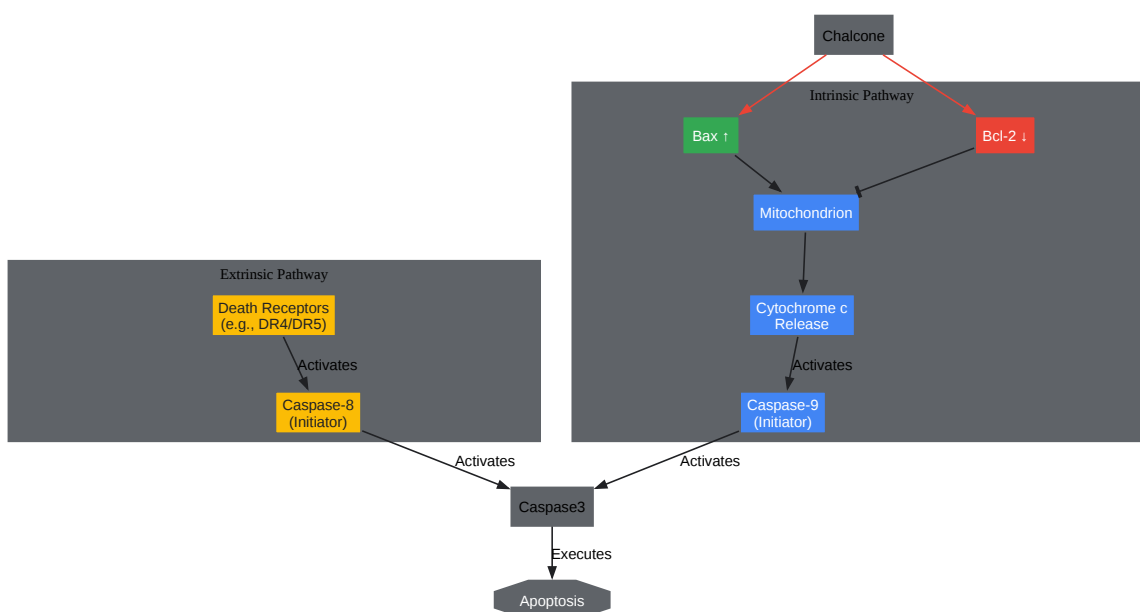 Chalcone
Intrinsic Pathway
Bax ↑
Bcl-2 ↓
Mitochondrion
Extrinsic Pathway
Death Receptors
(e.g., DR4/DR5)
Cytochrome c
Release
Activates
Activates
Caspase-8
(Initiator)
Caspase-9
(Initiator)
Activates
Activates
Caspase3
Executes
Apoptosis